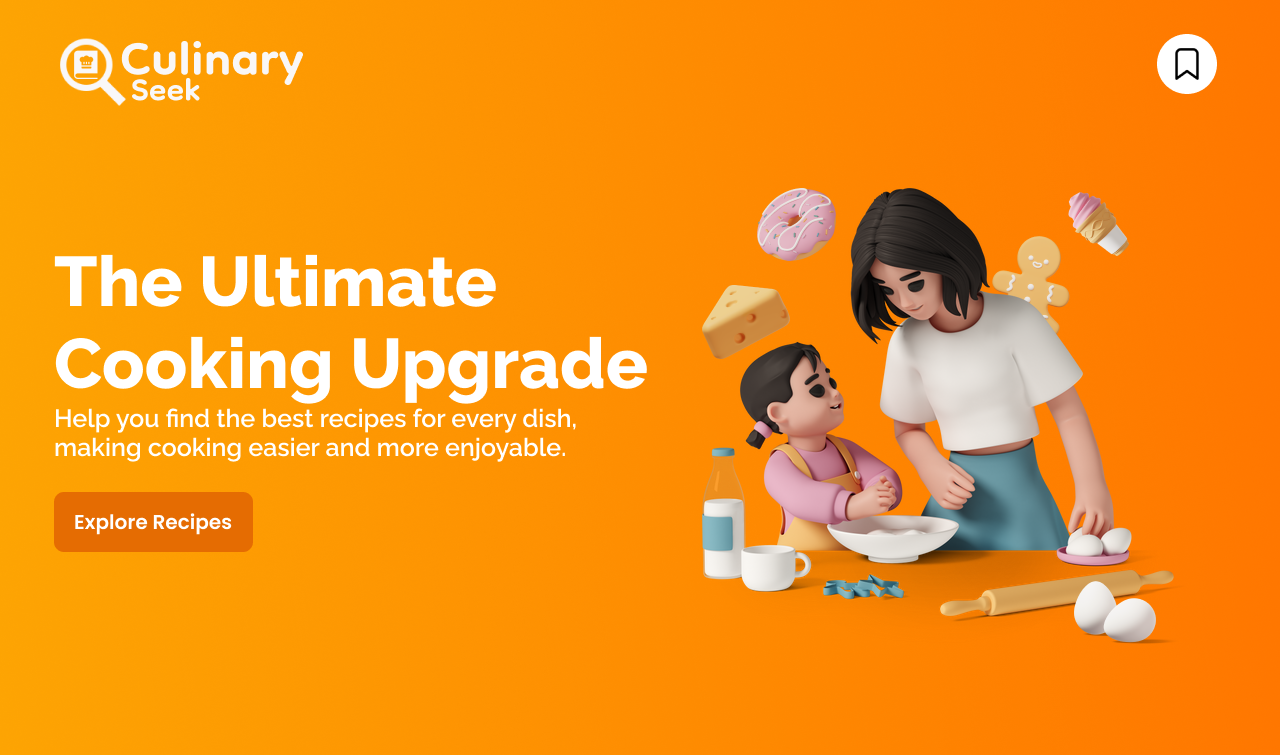 Culinary
Seek
The Ultimate
Cooking Upgrade
Help you find the best recipes for every dish,
making cooking easier and more enjoyable.
Explore Recipes